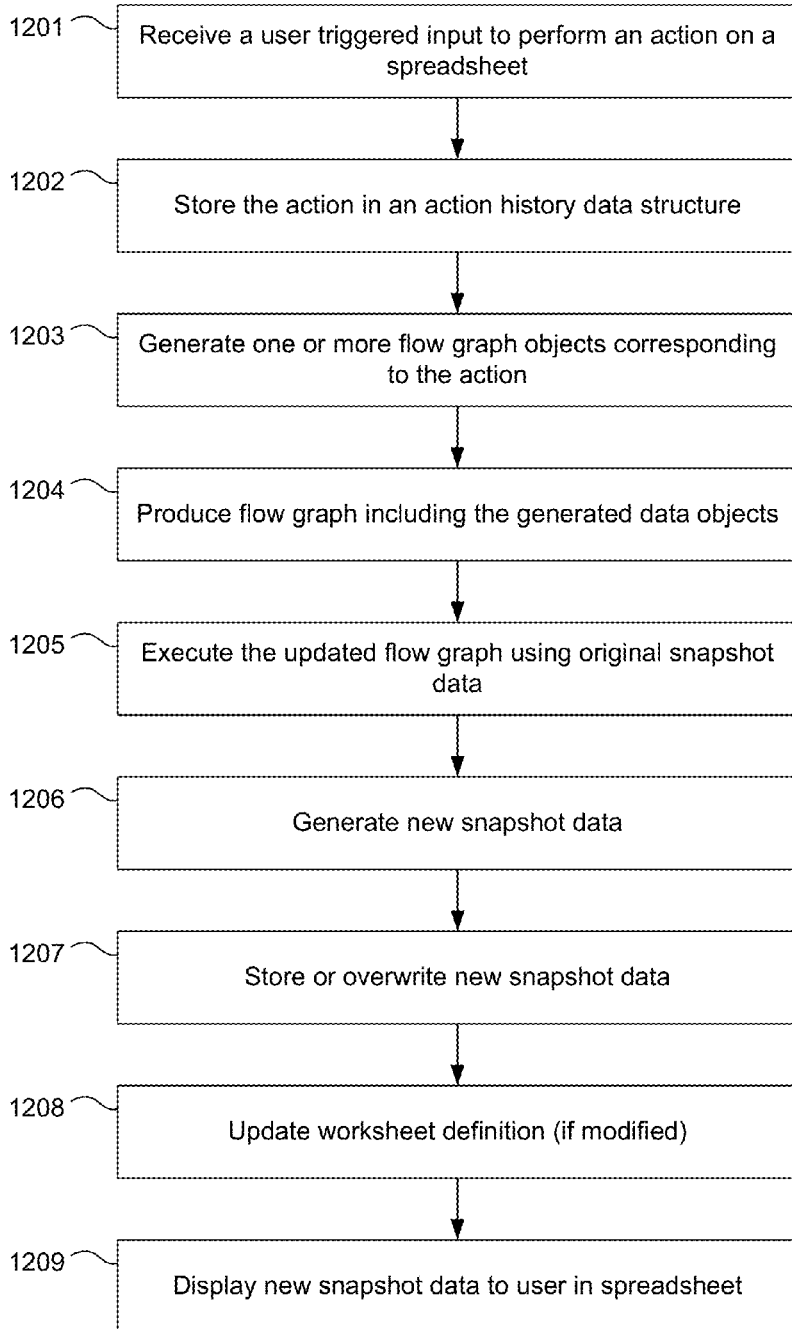 1201
Receive a user triggered input to perform an action on a
spreadsheet
1202
Store the action in an action history data structure
1203
Generate one or more flow graph objects corresponding
to the action
1204
Produce flow graph including the generated data objects
1205
Execute the updated flow graph using original snapshot
data
1206
Generate new snapshot data
1207
Store or overwrite new snapshot data
1208
Update worksheet definition (if modified)
1209
Display new snapshot data to user in spreadsheet